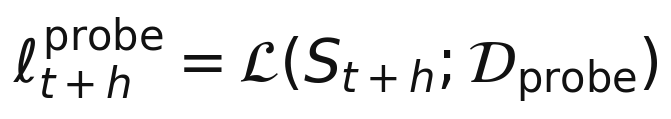 ℓ_{t+h}^{probe} = ℒ(S_{t+h}; 𝒟_{probe})